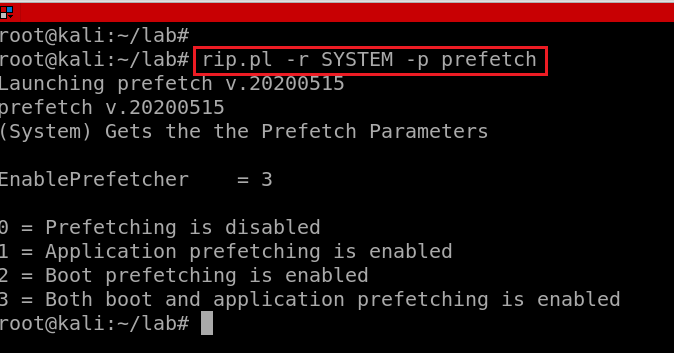 root@kali:~/lab#
root@kali:~/lab# rip.pl -r SYSTEM -p prefetch
Launching prefetch v.20200515
prefetch v.20200515
(System) Gets the the Prefetch Parameters
EnablePrefetcher    = 3
0 = Prefetching is disabled
1 = Application prefetching is enabled
2 = Boot prefetching is enabled
3 = Both boot and application prefetching is enabled
root@kali:~/lab#